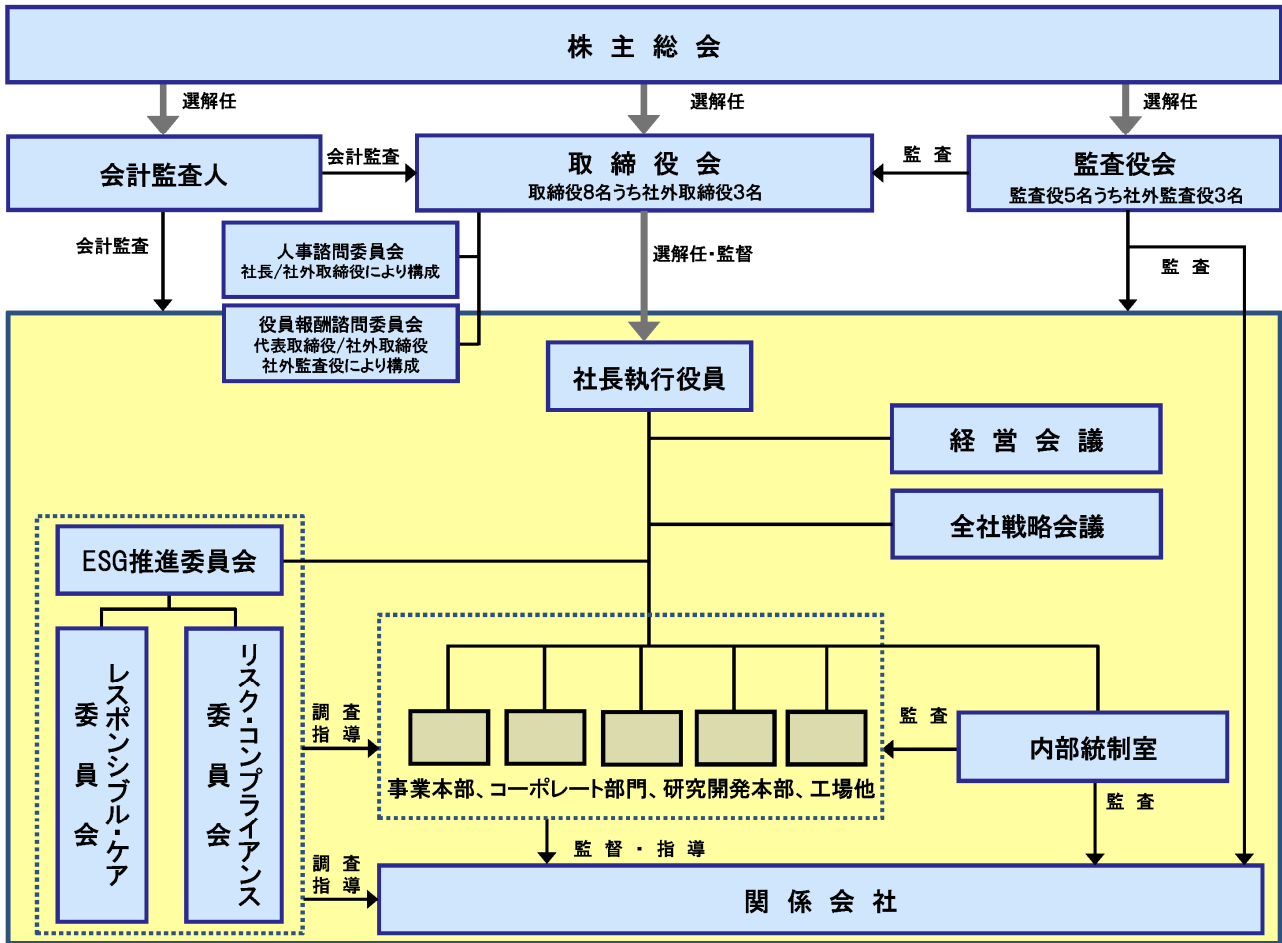 株主総会
選解任
選解任
選解任
会計監査人
会計監査
取締役会
取締役8名うち社外取締役3名
監査
監査役会
監査役5名うち社外監査役3名
会計監査
人事諮問委員会
社長/社外取締役により構成
選解任・監督
監査
役員報酬諮問委員会
代表取締役/社外取締役
社外監査役により構成
社長執行役員
経営会議
全社戦略会議
ESG推進委員会
レスポンシブル・ケア
委員会
リスク・コンプライアンス
委員会
調査
指導
監査
内部統制室
事業本部、コーポレート部門、研究開発本部、工場他
監査
監督・指導
調査
指導
関係会社